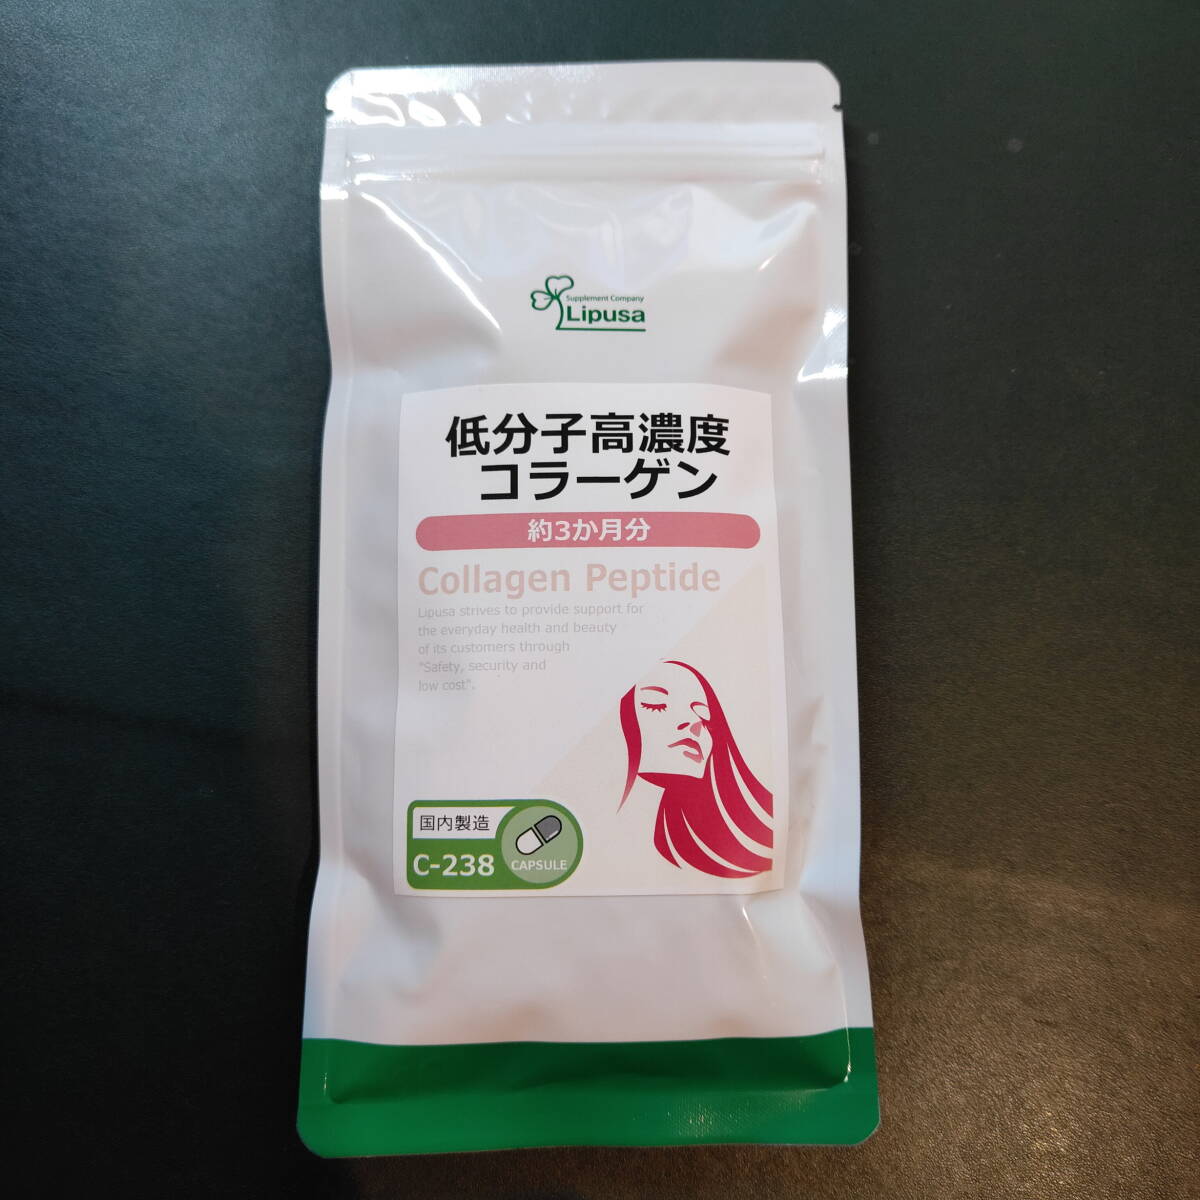 Supplement Company
Lipusa
低分子高濃度
コラーゲン
約3か月分
Collagen Peptide
Lipusa strives to provide support for
the everyday health and beauty
of its customers through
"Safety, security and
low cost".
国内製造
C-238
CAPSULE